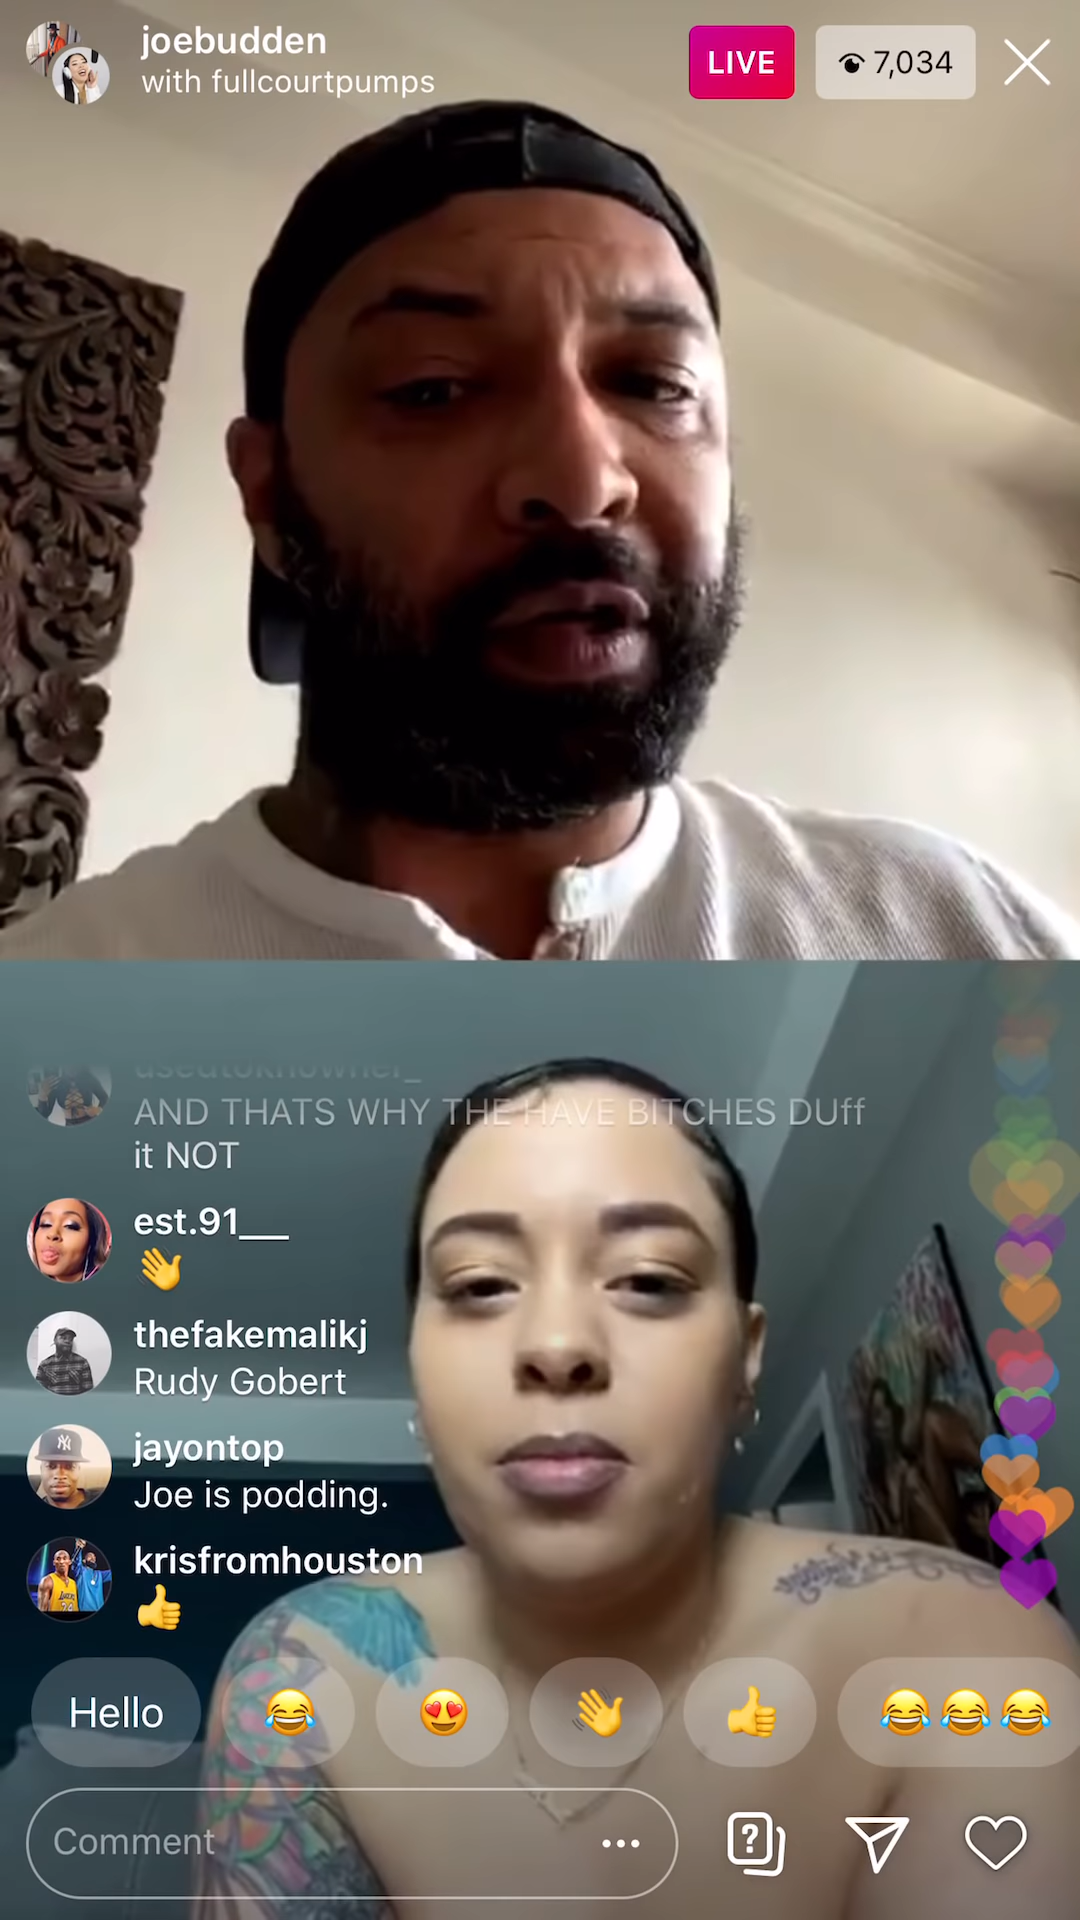 joebudden
with fullcourtpumps
LIVE
7,034
AND THATS WHY THE HAVE BITCHES DUff
it NOT
est.91___
👋
thefakemalikj
Rudy Gobert
jayontop
Joe is podding.
krisfromhouston
👍
Hello 😂 😍 👋 👍 😂😂😂
Comment